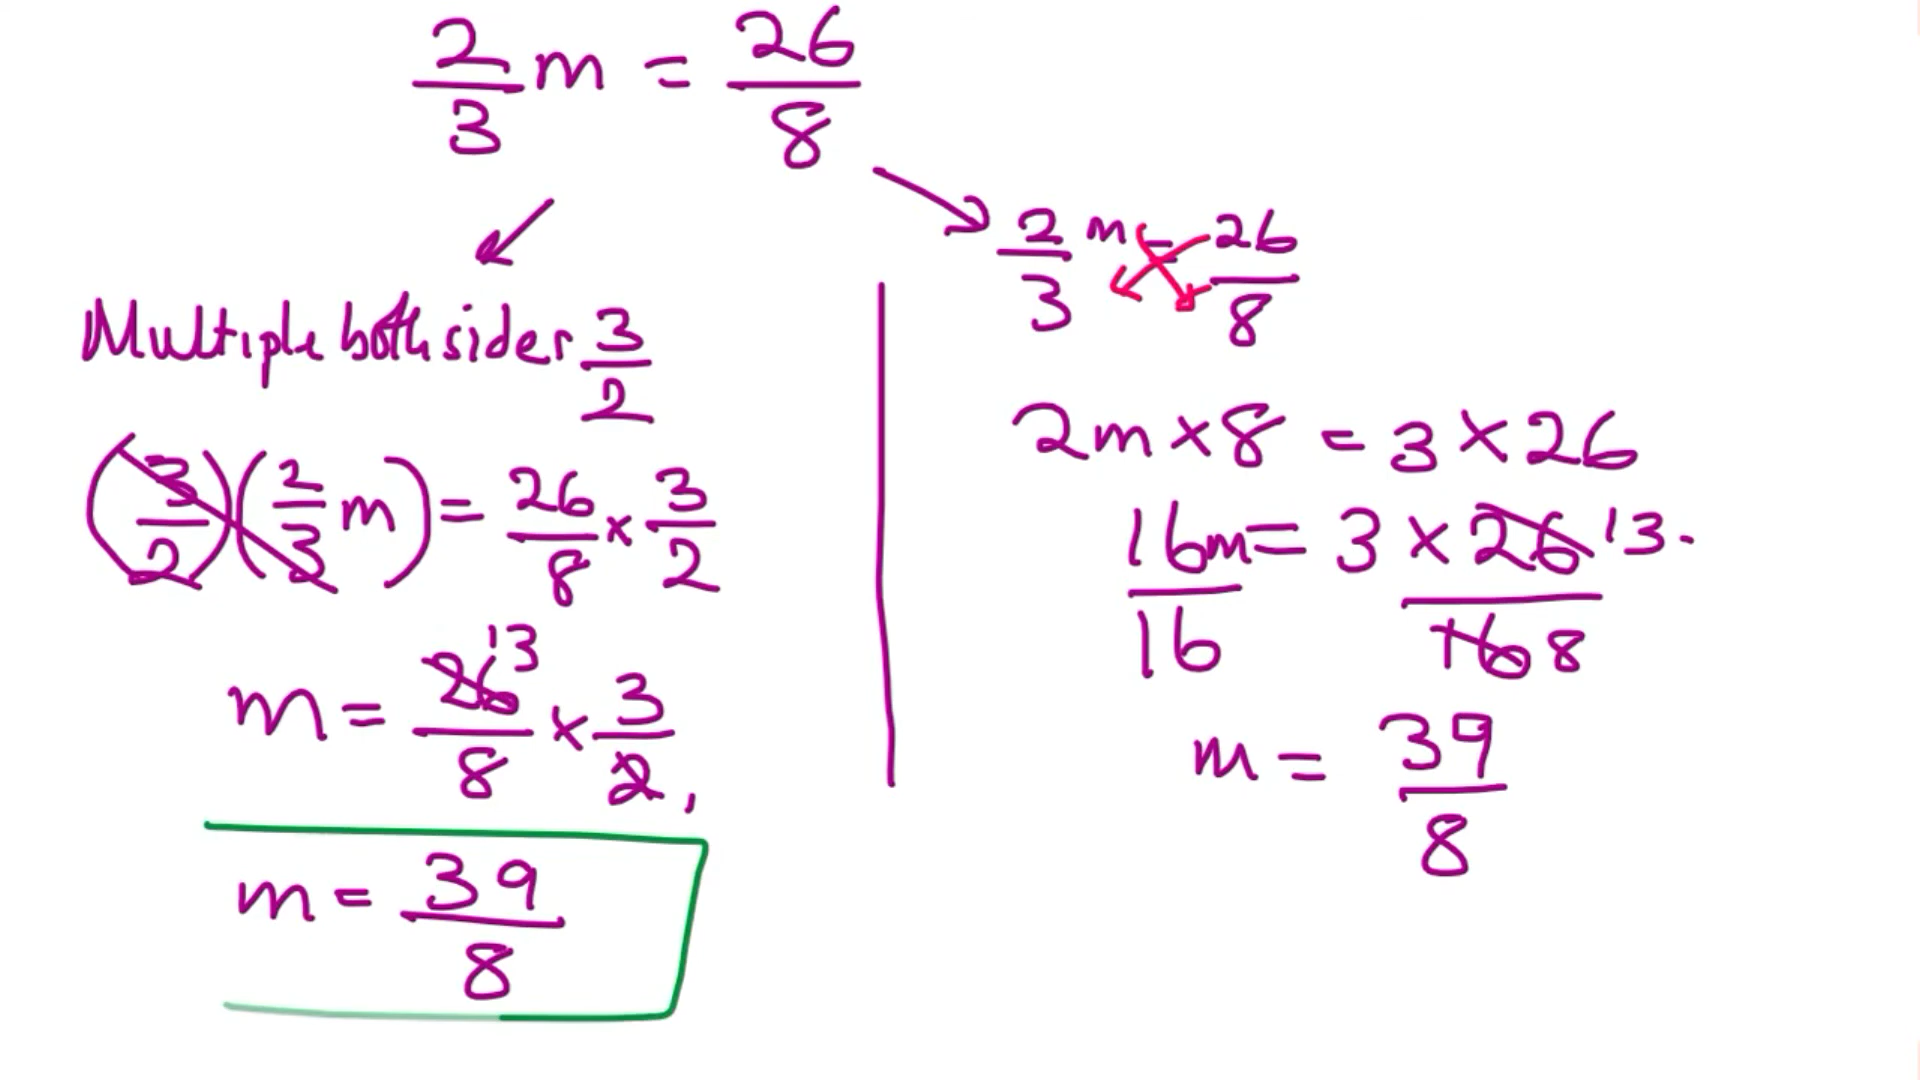 2/3 m = 26/8
Multiple both sides 3/2
(3/2)(2/3 m) = 26/8 × 3/2
m = 26 13/8 × 3/2 ,
m = 39/8
2/3 m = 26/8
2m × 8 = 3 × 26
16m/16 = 3 × 26 13 ./16 8
m = 39/8